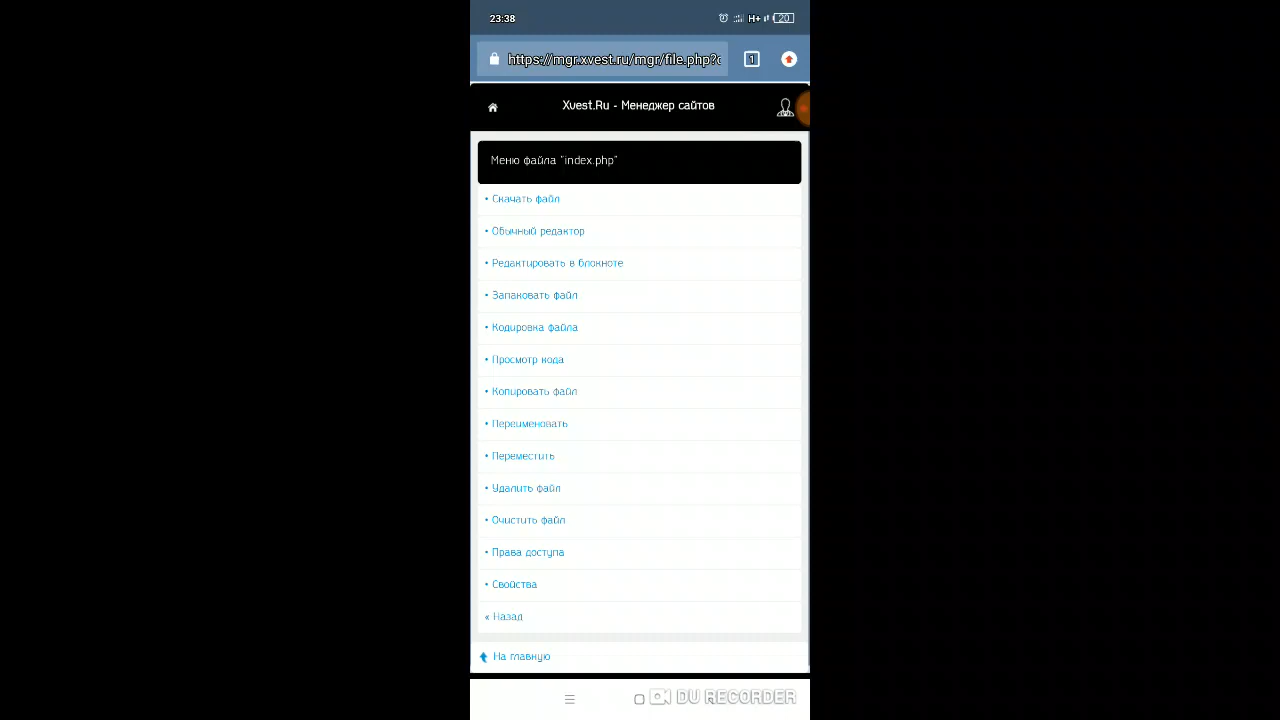 23:38
H+ 20
https://mgr.xvest.ru/mgr/file.php?c
1
Xvest.Ru - Менеджер сайтов
Меню файла "index.php"
• Скачать файл
• Обычный редактор
• Редактировать в блокноте
• Запаковать файл
• Кодировка файла
• Просмотр кода
• Копировать файл
• Переименовать
• Переместить
• Удалить файл
• Очистить файл
• Права доступа
• Свойства
« Назад
На главную
DU RECORDER